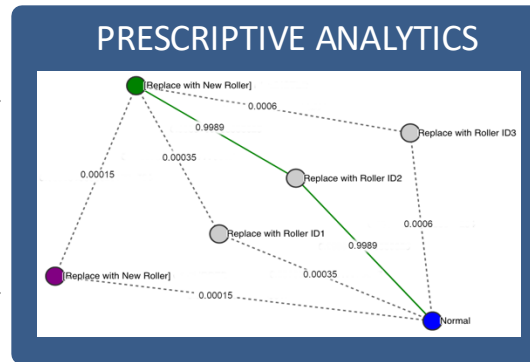 PRESCRIPTIVE ANALYTICS
[Replace with New Roller]
0.0006
0.9989
Replace with Roller ID3
0.00035
0.00015
Replace with Roller ID2
0.0006
Replace with Roller ID1
0.9989
0.00035
[Replace with New Roller]
0.00015
Normal